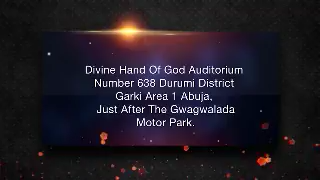 Divine Hand Of God Auditorium
Number 638 Durumi District
Garki Area 1 Abuja,
Just After The Gwagwalada
Motor Park.